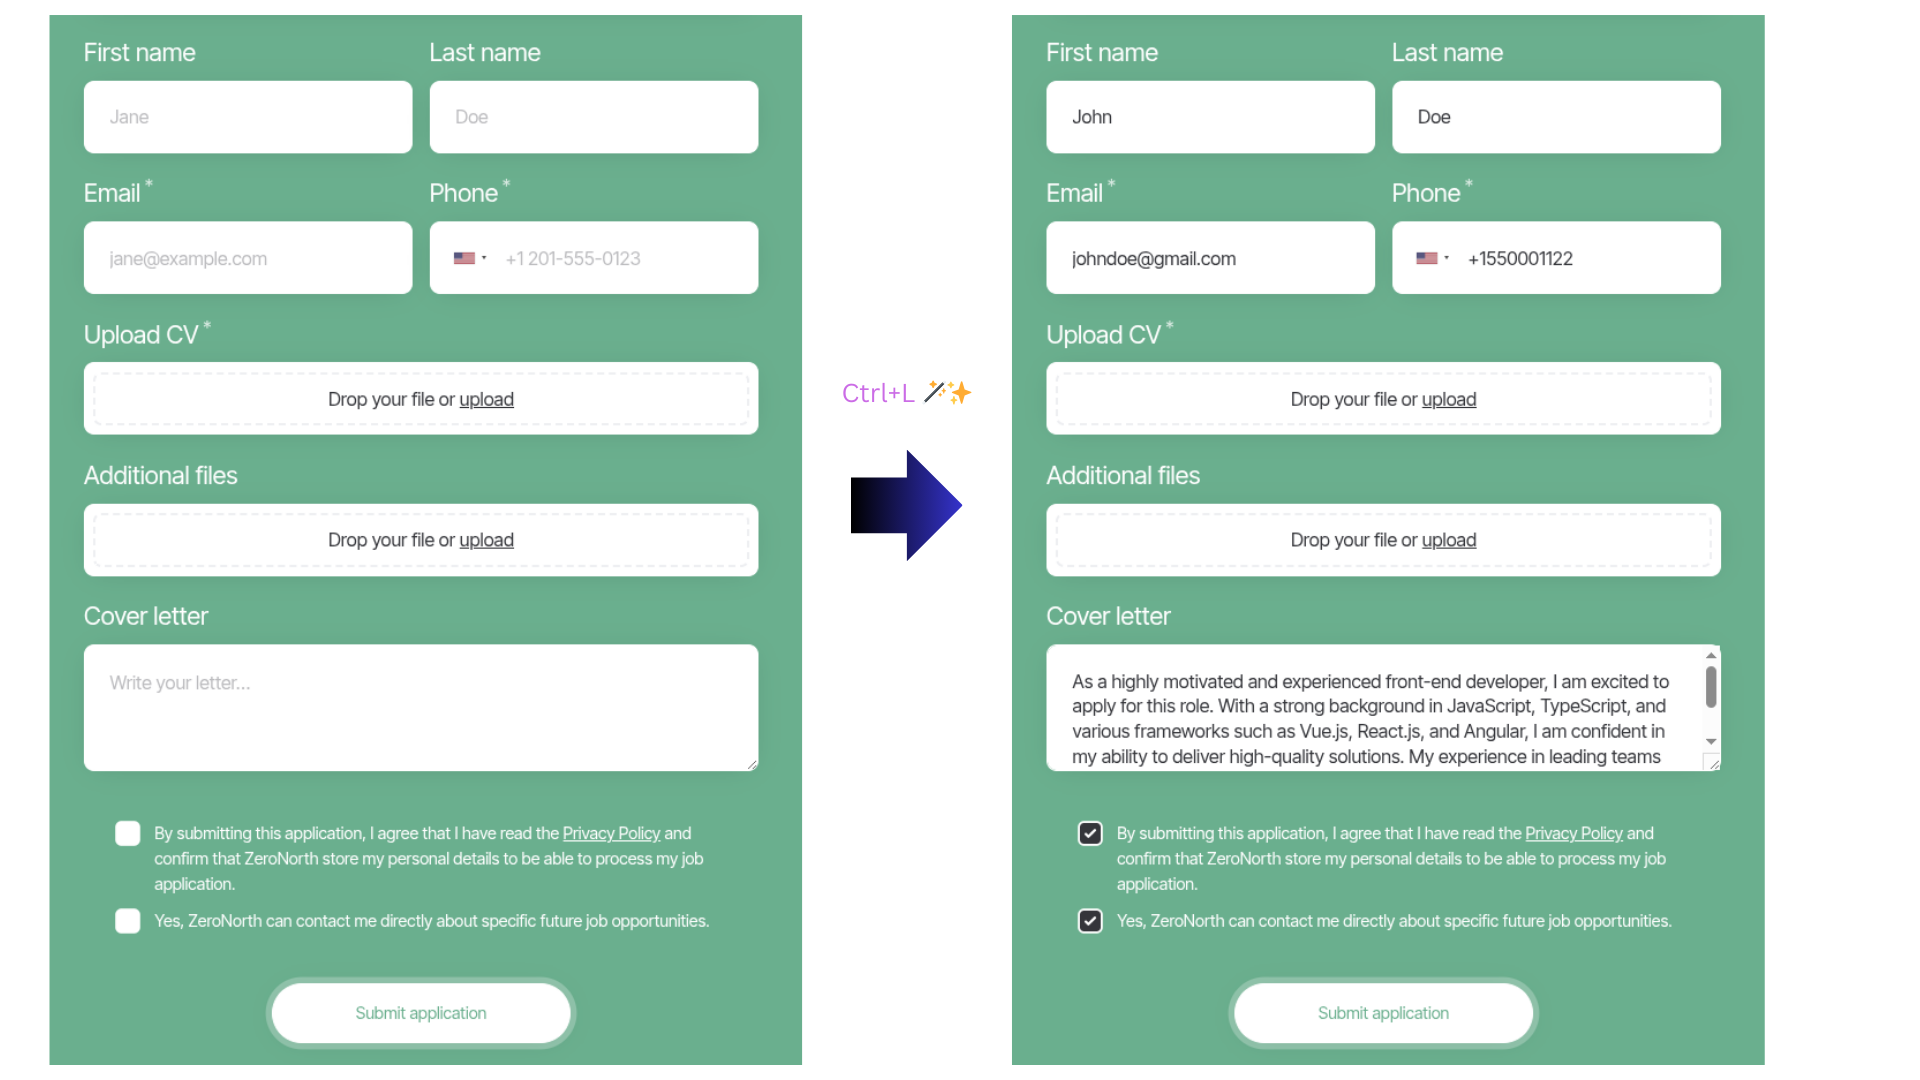 First name
Last name
Jane
Doe
Email *
Phone *
jane@example.com
+1 201-555-0123
Upload CV *
Drop your file or upload
Additional files
Drop your file or upload
Cover letter
Write your letter...
By submitting this application, I agree that I have read the Privacy Policy and
confirm that ZeroNorth store my personal details to be able to process my job
application.
Yes, ZeroNorth can contact me directly about specific future job opportunities.
Submit application
Ctrl+L
First name
Last name
John
Doe
Email *
Phone *
johndoe@gmail.com
+1550001122
Upload CV *
Drop your file or upload
Additional files
Drop your file or upload
Cover letter
As a highly motivated and experienced front-end developer, I am excited to
apply for this role. With a strong background in JavaScript, TypeScript, and
various frameworks such as Vue.js, React.js, and Angular, I am confident in
my ability to deliver high-quality solutions. My experience in leading teams
By submitting this application, I agree that I have read the Privacy Policy and
confirm that ZeroNorth store my personal details to be able to process my job
application.
Yes, ZeroNorth can contact me directly about specific future job opportunities.
Submit application